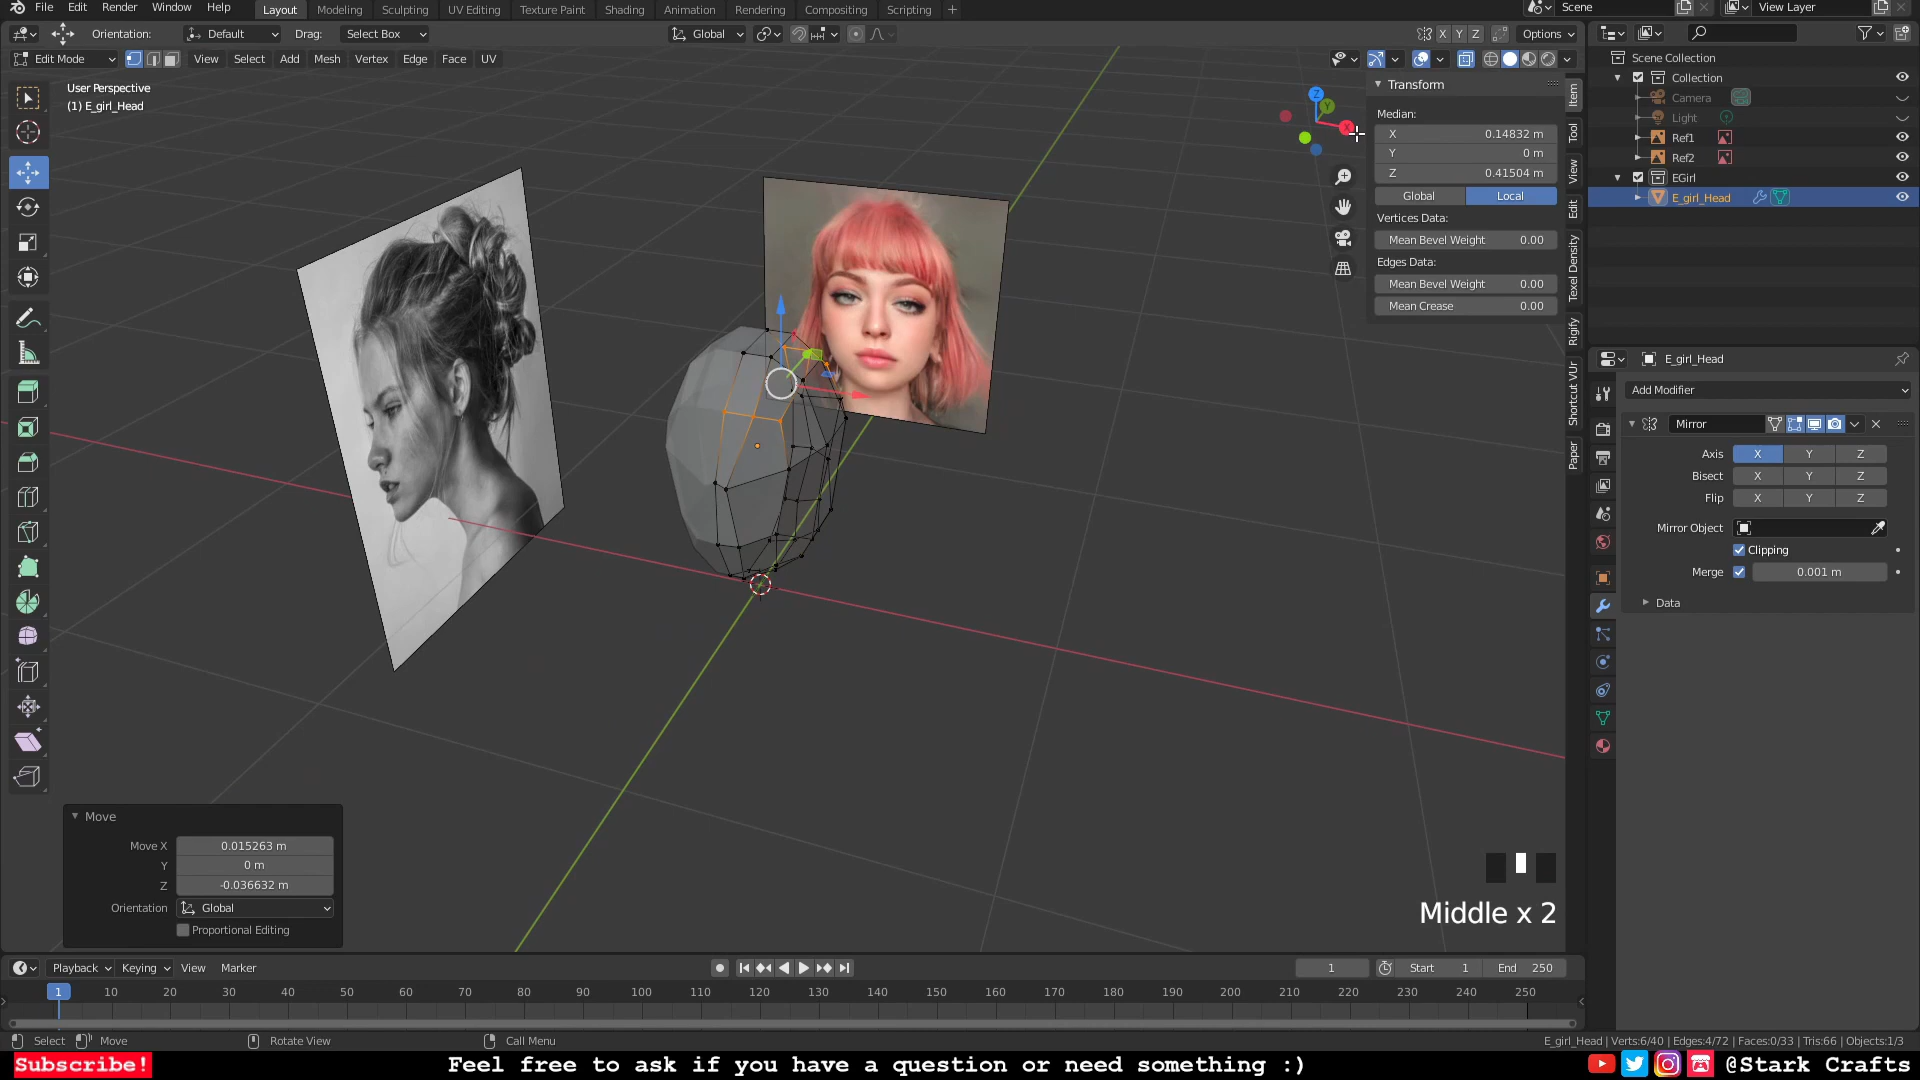 File Edit Render Window Help Layout Modeling Sculpting UV Editing Texture Paint Shading Animation Rendering Compositing Scripting + Scene View Layer
Orientation: Default Drag: Select Box Global X Y Z Options
Edit Mode View Select Add Mesh Vertex Edge Face UV
User Perspective
(1) E_girl_Head
Z
Y
X
Transform
Median:
X 0.14832 m
Y 0 m
Z 0.41504 m
Global Local
Vertices Data:
Mean Bevel Weight 0.00
Edges Data:
Mean Bevel Weight 0.00
Mean Crease 0.00
Item
Tool
View
Edit
Texel Density
Rigify
Shortcut VUr
Paper
Scene Collection
Collection
Camera
Light
Ref1
Ref2
EGirl
E_girl_Head
E_girl_Head
Add Modifier
Mirror
Axis X Y Z
Bisect X Y Z
Flip X Y Z
Mirror Object
Clipping
Merge 0.001 m
Data
Move
Move X 0.015263 m
Y 0 m
Z -0.036632 m
Orientation Global
Proportional Editing
Middle x 2
Playback Keying View Marker 1 Start 1 End 250
1 10 20 30 40 50 60 70 80 90 100 110 120 130 140 150 160 170 180 190 200 210 220 230 240 250
Select Move Rotate View Call Menu E_girl_Head | Verts:6/40 | Edges:4/72 | Faces:0/33 | Tris:66 | Objects:1/3
Subscribe! Feel free to ask if you have a question or need something :) @Stark Crafts